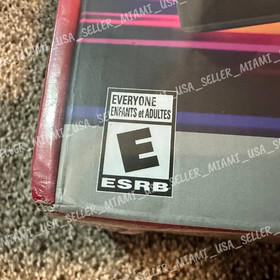 USA_SELLER_MIAMI_USA_SELLER_MIAMI
EVERYONE
ENFANTS et ADULTES
E
ESRB